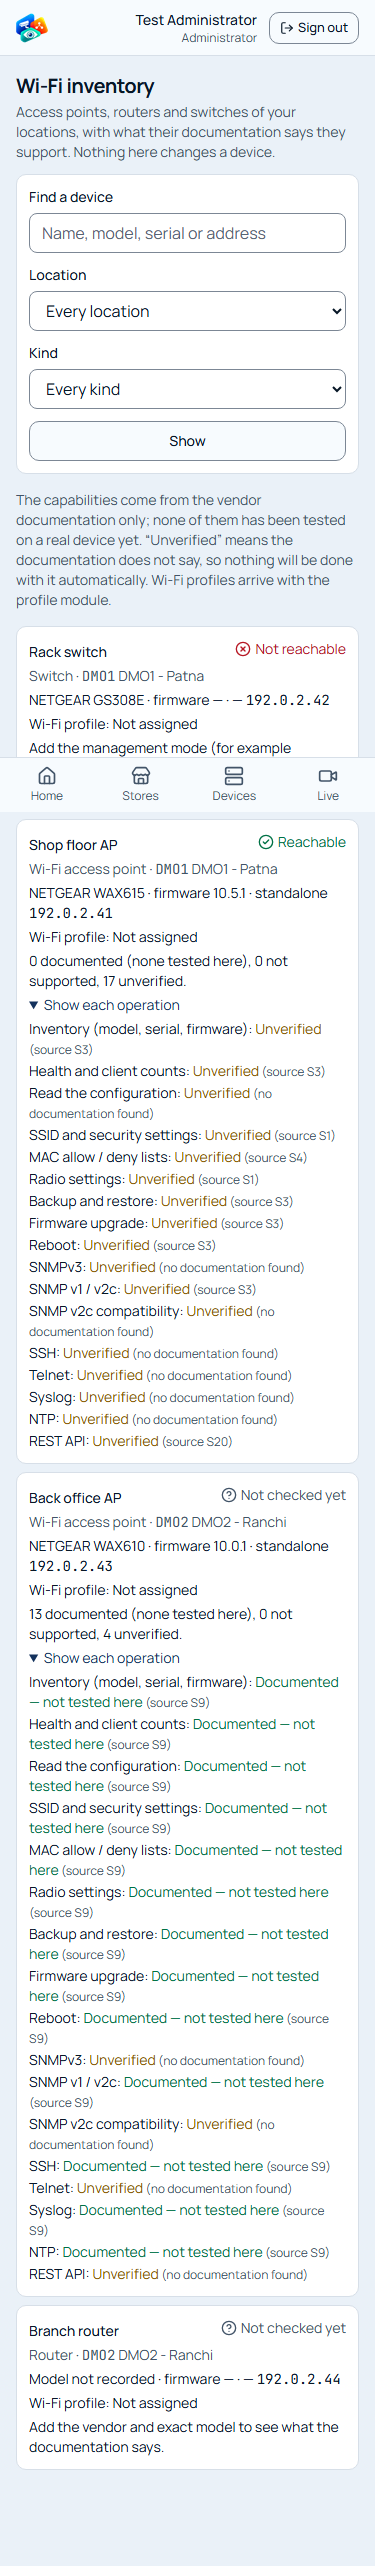 Test Administrator
Administrator
Sign out
Wi-Fi inventory
Access points, routers and switches of your
locations, with what their documentation says they
support. Nothing here changes a device.
Find a device
Name, model, serial or address
Location
Every location
Kind
Every kind
Show
The capabilities come from the vendor
documentation only; none of them has been tested
on a real device yet. “Unverified” means the
documentation does not say, so nothing will be done
with it automatically. Wi-Fi profiles arrive with the
profile module.
Rack switch
Not reachable
Switch · DMO1 DMO1 - Patna
NETGEAR GS308E · firmware — · — 192.0.2.42
Wi-Fi profile: Not assigned
Add the management mode (for example
Home
Stores
Devices
Live
Shop floor AP
Reachable
Wi-Fi access point · DMO1 DMO1 - Patna
NETGEAR WAX615 · firmware 10.5.1 · standalone
192.0.2.41
Wi-Fi profile: Not assigned
0 documented (none tested here), 0 not
supported, 17 unverified.
▼ Show each operation
Inventory (model, serial, firmware): Unverified
(source S3)
Health and client counts: Unverified (source S3)
Read the configuration: Unverified (no
documentation found)
SSID and security settings: Unverified (source S1)
MAC allow / deny lists: Unverified (source S4)
Radio settings: Unverified (source S1)
Backup and restore: Unverified (source S3)
Firmware upgrade: Unverified (source S3)
Reboot: Unverified (source S3)
SNMPv3: Unverified (no documentation found)
SNMP v1 / v2c: Unverified (source S3)
SNMP v2c compatibility: Unverified (no
documentation found)
SSH: Unverified (no documentation found)
Telnet: Unverified (no documentation found)
Syslog: Unverified (no documentation found)
NTP: Unverified (no documentation found)
REST API: Unverified (source S20)
Back office AP
Not checked yet
Wi-Fi access point · DMO2 DMO2 - Ranchi
NETGEAR WAX610 · firmware 10.0.1 · standalone
192.0.2.43
Wi-Fi profile: Not assigned
13 documented (none tested here), 0 not
supported, 4 unverified.
▼ Show each operation
Inventory (model, serial, firmware): Documented
— not tested here (source S9)
Health and client counts: Documented — not
tested here (source S9)
Read the configuration: Documented — not
tested here (source S9)
SSID and security settings: Documented — not
tested here (source S9)
MAC allow / deny lists: Documented — not tested
here (source S9)
Radio settings: Documented — not tested here
(source S9)
Backup and restore: Documented — not tested
here (source S9)
Firmware upgrade: Documented — not tested
here (source S9)
Reboot: Documented — not tested here (source
S9)
SNMPv3: Unverified (no documentation found)
SNMP v1 / v2c: Documented — not tested here
(source S9)
SNMP v2c compatibility: Unverified (no
documentation found)
SSH: Documented — not tested here (source S9)
Telnet: Unverified (no documentation found)
Syslog: Documented — not tested here (source
S9)
NTP: Documented — not tested here (source S9)
REST API: Unverified (no documentation found)
Branch router
Not checked yet
Router · DMO2 DMO2 - Ranchi
Model not recorded · firmware — · — 192.0.2.44
Wi-Fi profile: Not assigned
Add the vendor and exact model to see what the
documentation says.